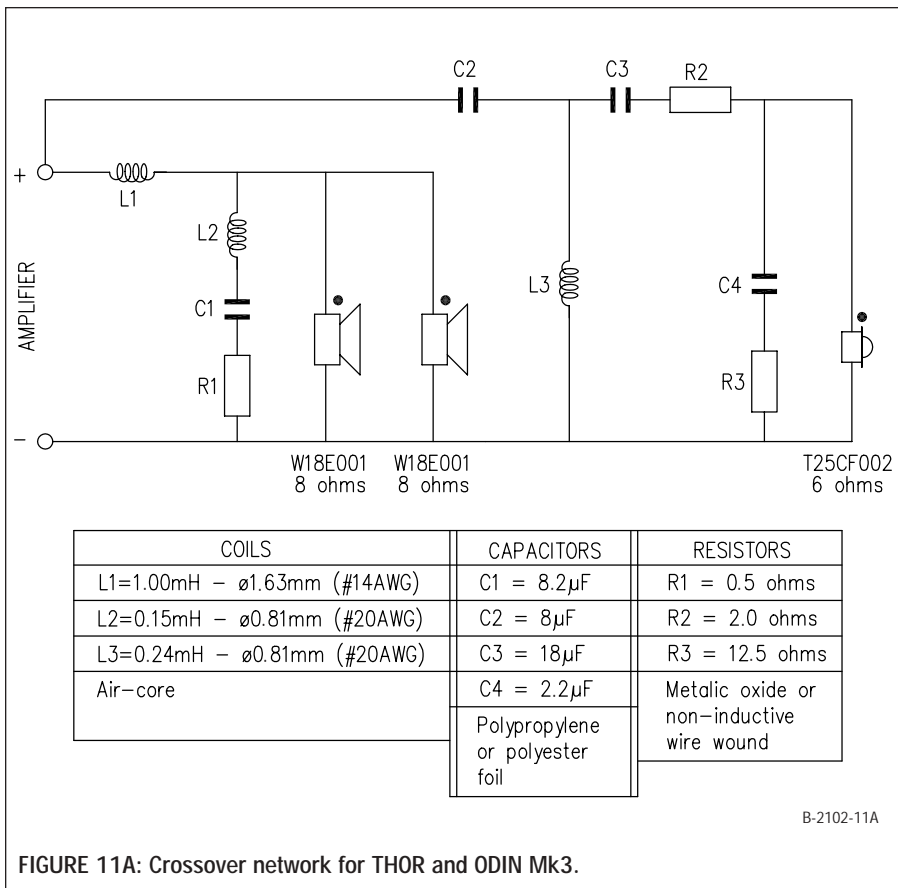 C2
C3
R2
+
L1
L2
C1
R1
AMPLIFIER
L3
C4
R3
-
W18E001
8 ohms
W18E001
8 ohms
T25CF002
6 ohms
COILS
L1=1.00mH – ø1.63mm (#14AWG)
L2=0.15mH – ø0.81mm (#20AWG)
L3=0.24mH – ø0.81mm (#20AWG)
Air-core
CAPACITORS
C1 = 8.2µF
C2 = 8µF
C3 = 18µF
C4 = 2.2µF
Polypropylene
or polyester
foil
RESISTORS
R1 = 0.5 ohms
R2 = 2.0 ohms
R3 = 12.5 ohms
Metalic oxide or
non-inductive
wire wound
B-2102-11A
FIGURE 11A: Crossover network for THOR and ODIN Mk3.